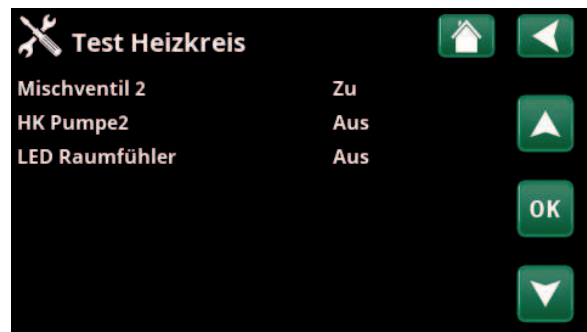 Test Heizkreis
Mischventil 2 Zu
HK Pumpe2 Aus
LED Raumfühler Aus
OK